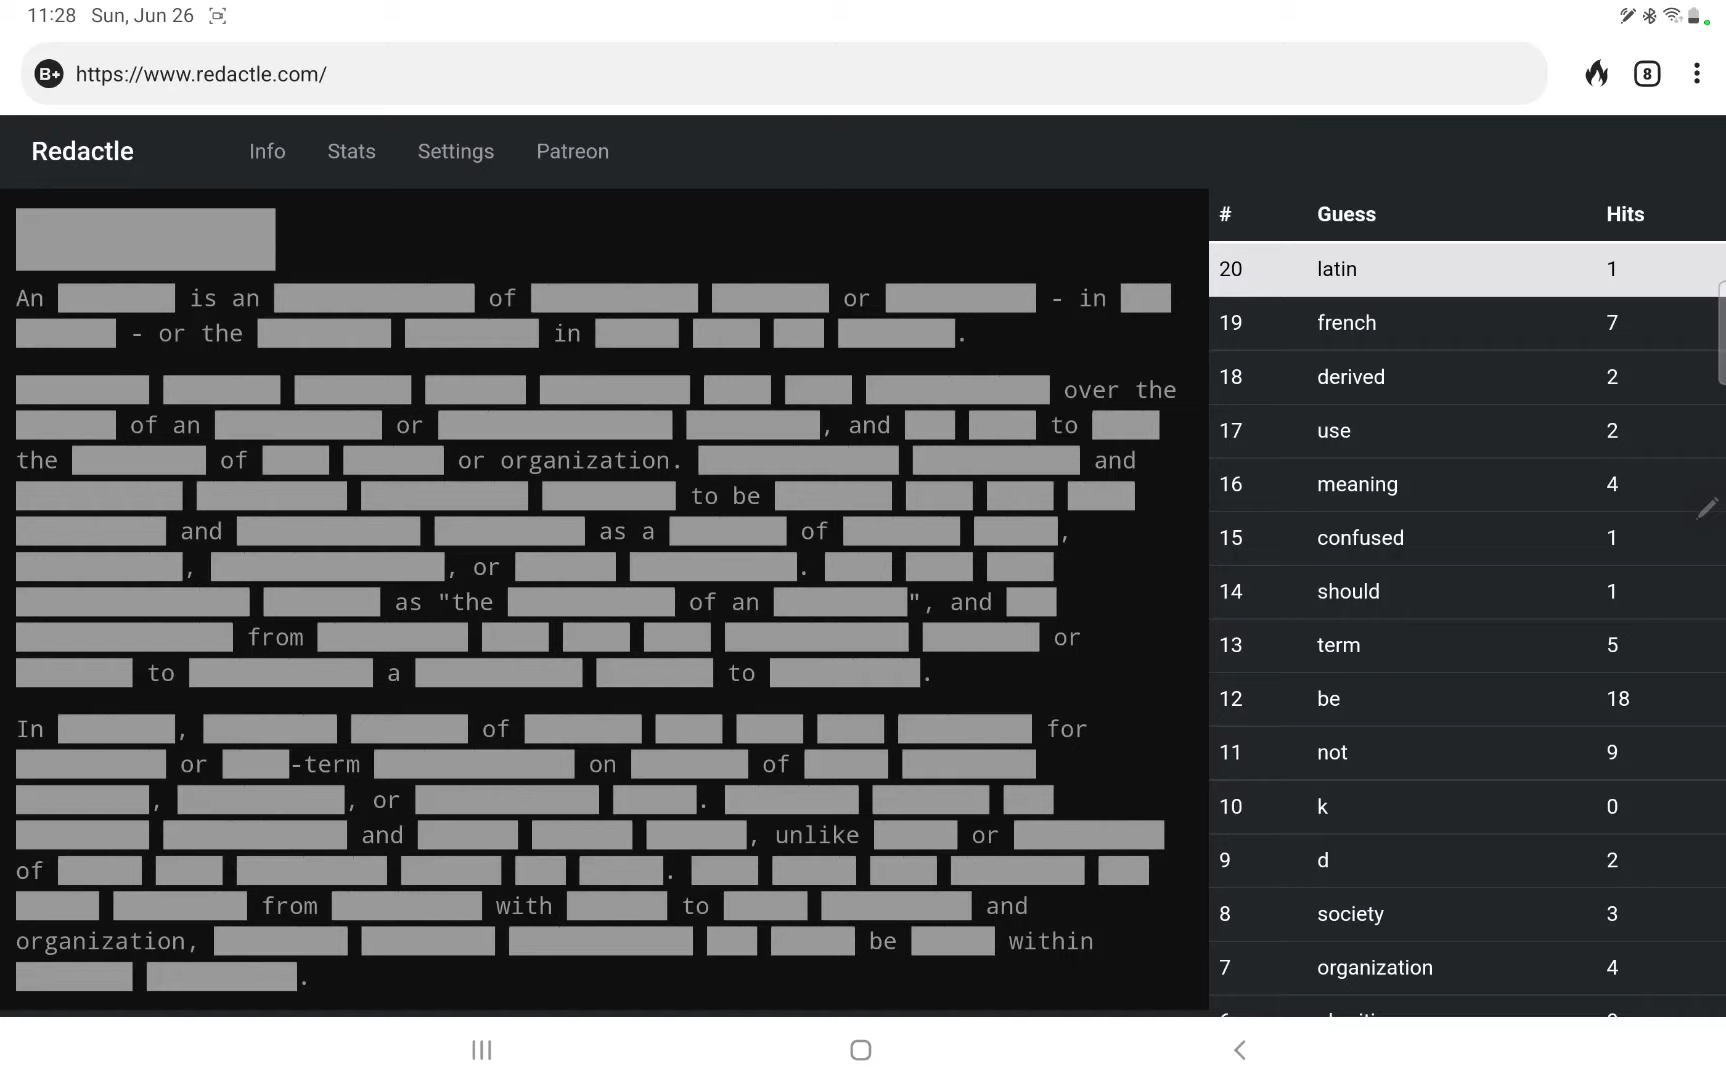 11:28 Sun, Jun 26
B+ https://www.redactle.com/ 8
Redactle Info Stats Settings Patreon
An is an of or - in
- or the in .
over the
of an or , and to
the of or organization. and
to be
and as a of ,
, , or .
as "the of an ", and
from or
to a to .
In , of for
or -term on of
, , or .
and , unlike or
of .
from with to and
organization, be within
.
# Guess Hits
20 latin 1
19 french 7
18 derived 2
17 use 2
16 meaning 4
15 confused 1
14 should 1
13 term 5
12 be 18
11 not 9
10 k 0
9 d 2
8 society 3
7 organization 4